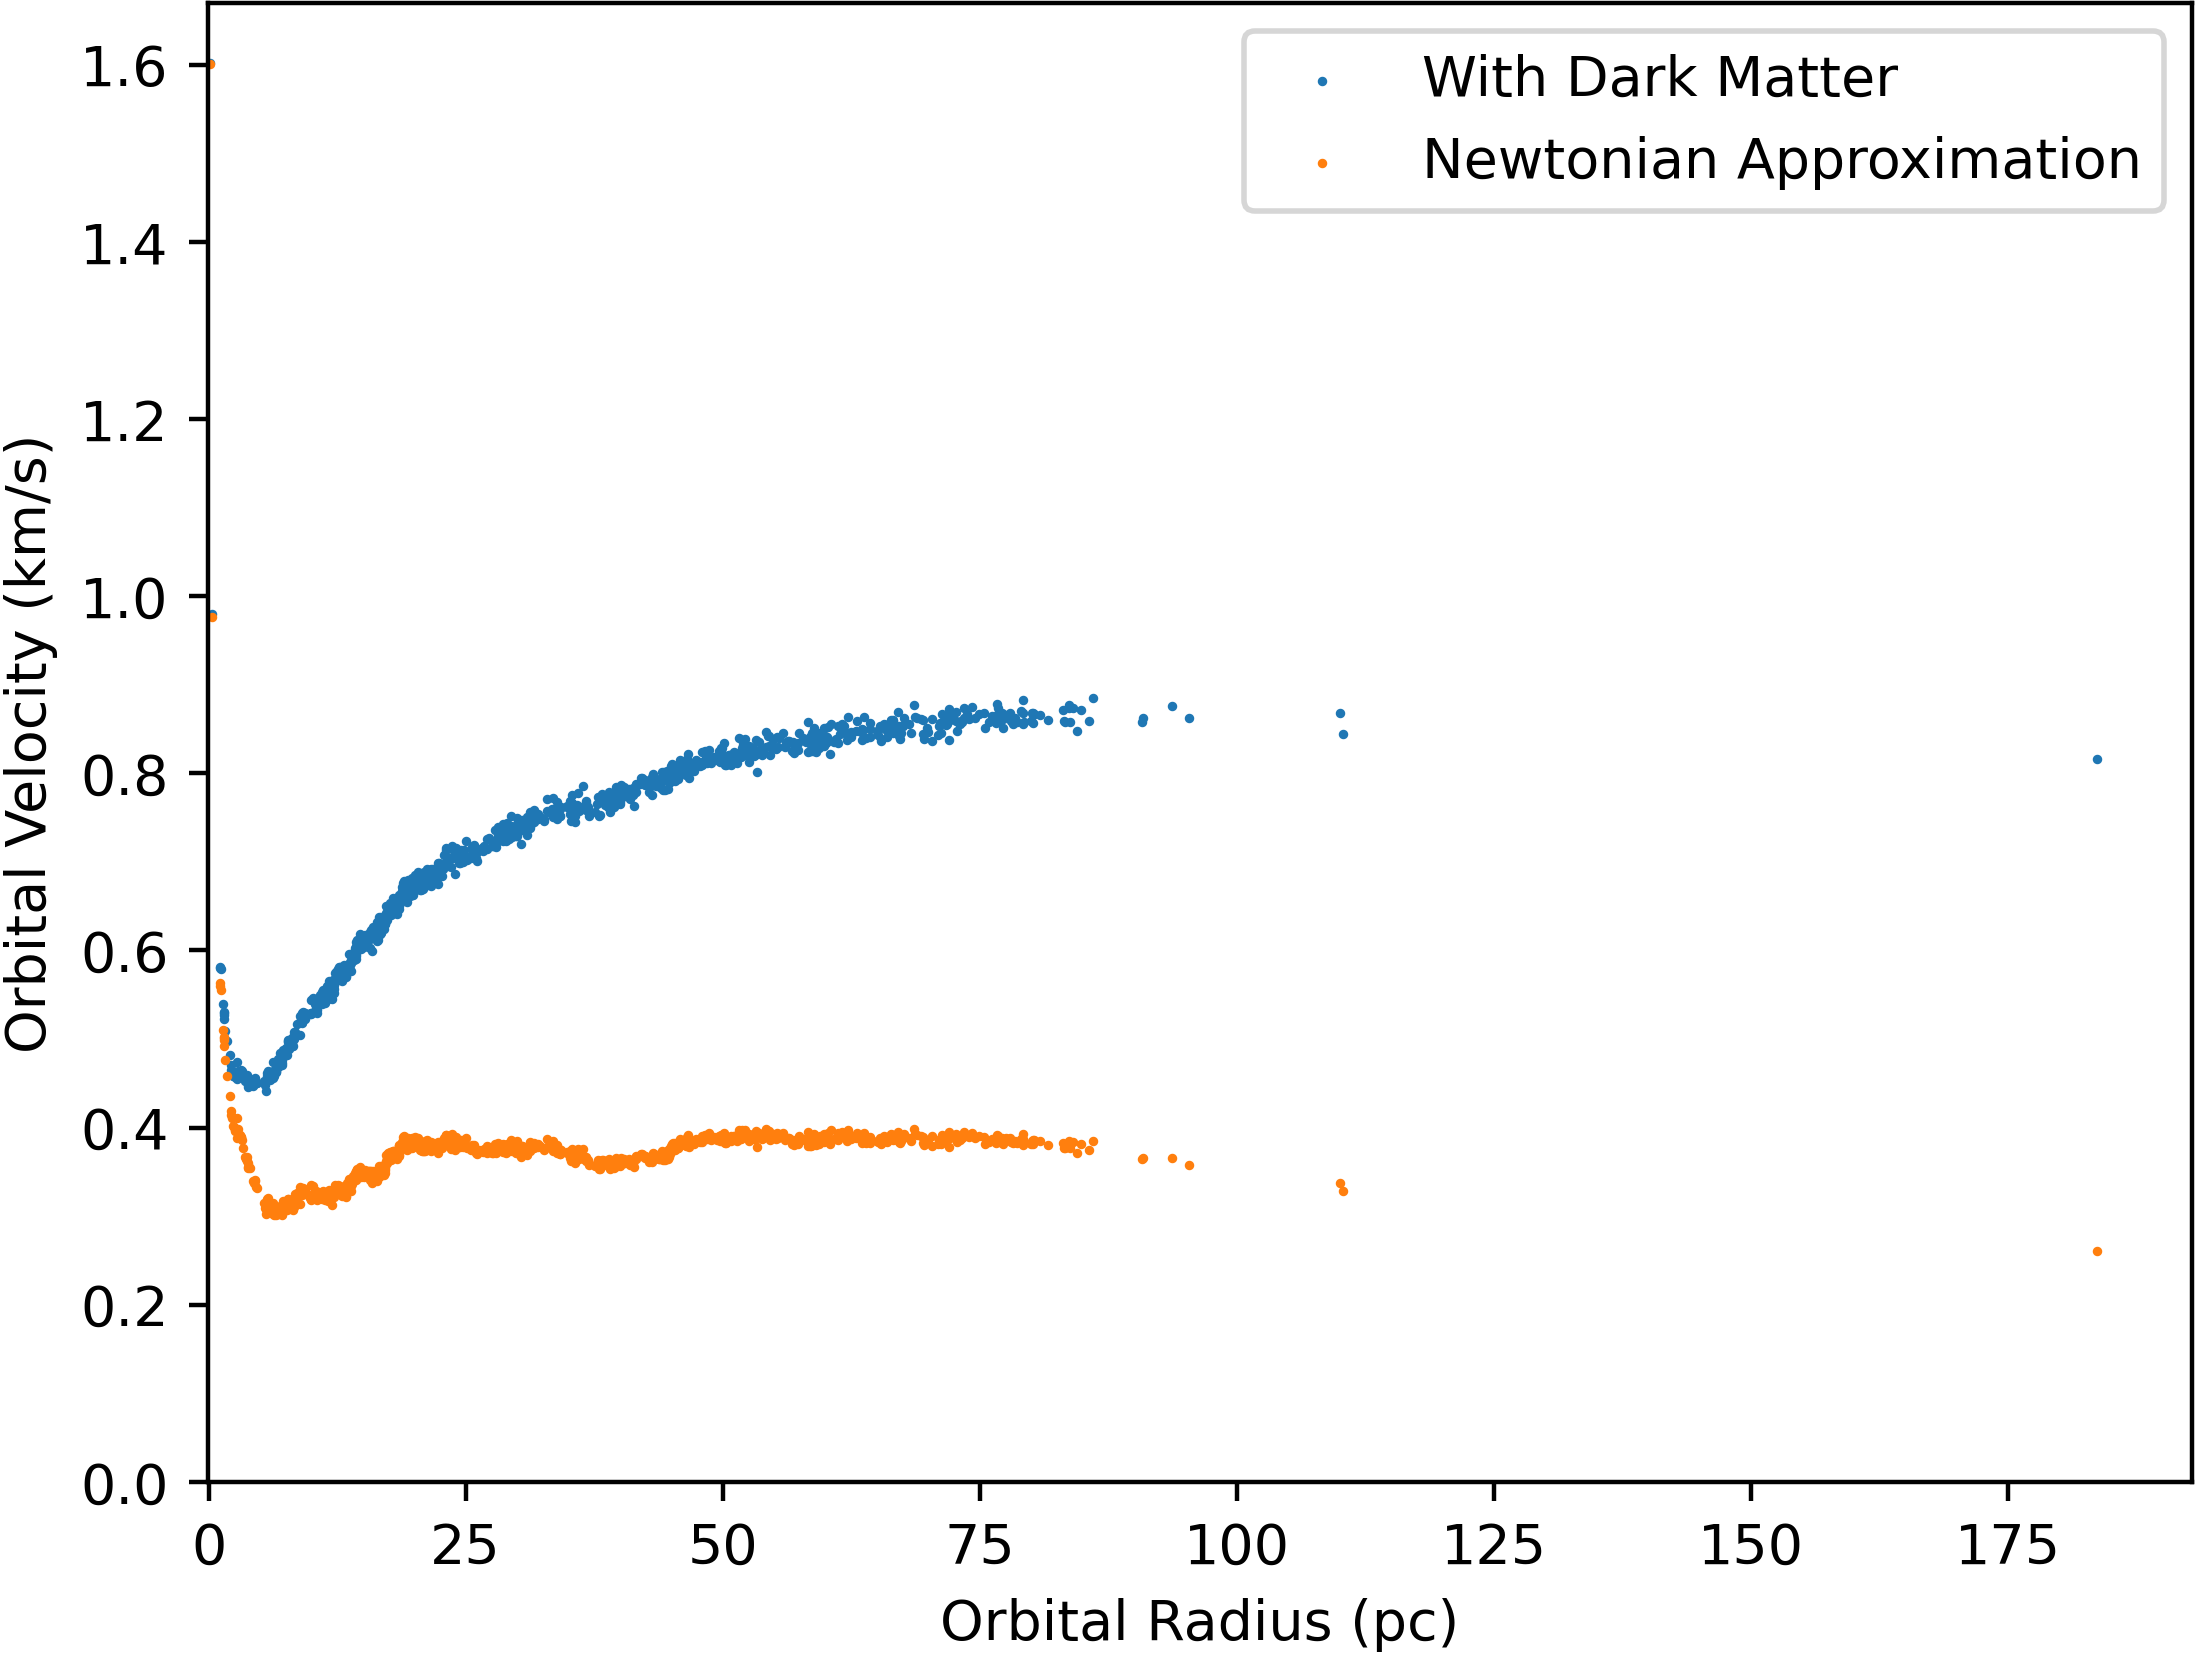 With Dark Matter
Newtonian Approximation
1.6
1.4
1.2
1.0
0.8
0.6
0.4
0.2
0.0
Orbital Velocity (km/s)
0 25 50 75 100 125 150 175
Orbital Radius (pc)